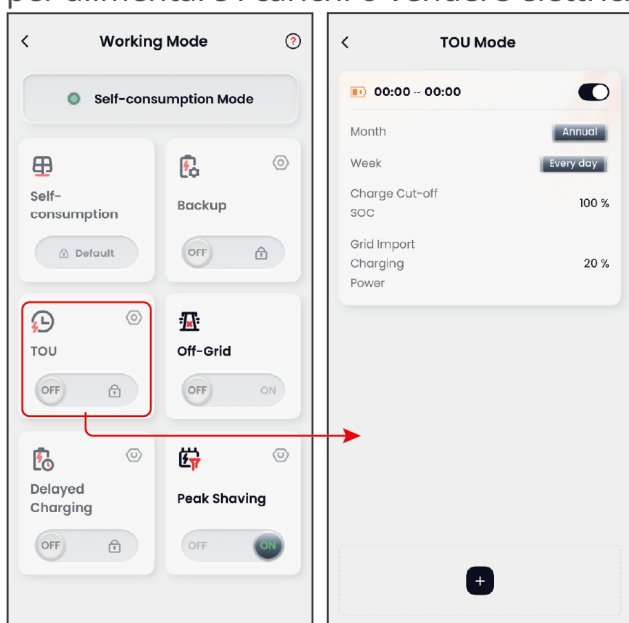 Working Mode
?
Self-consumption Mode
Self-
consumption
Default
Backup
OFF
TOU
OFF
Off-Grid
OFF
ON
Delayed
Charging
OFF
Peak Shaving
OFF
ON
TOU Mode
00:00 -- 00:00
Month
Annual
Week
Every day
Charge Cut-off
SOC
100 %
Grid Import
Charging
Power
20 %
+